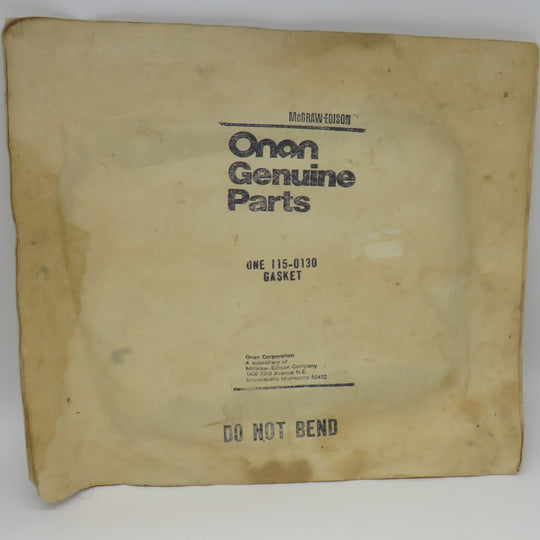 McGRAW-EDISON
Onan
Genuine
Parts
ONE 115-0130
GASKET
Onan Corporation
A subsidiary of
McGraw-Edison Company
1400 73rd Avenue N.E.
Minneapolis Minnesota 55432
DO NOT BEND